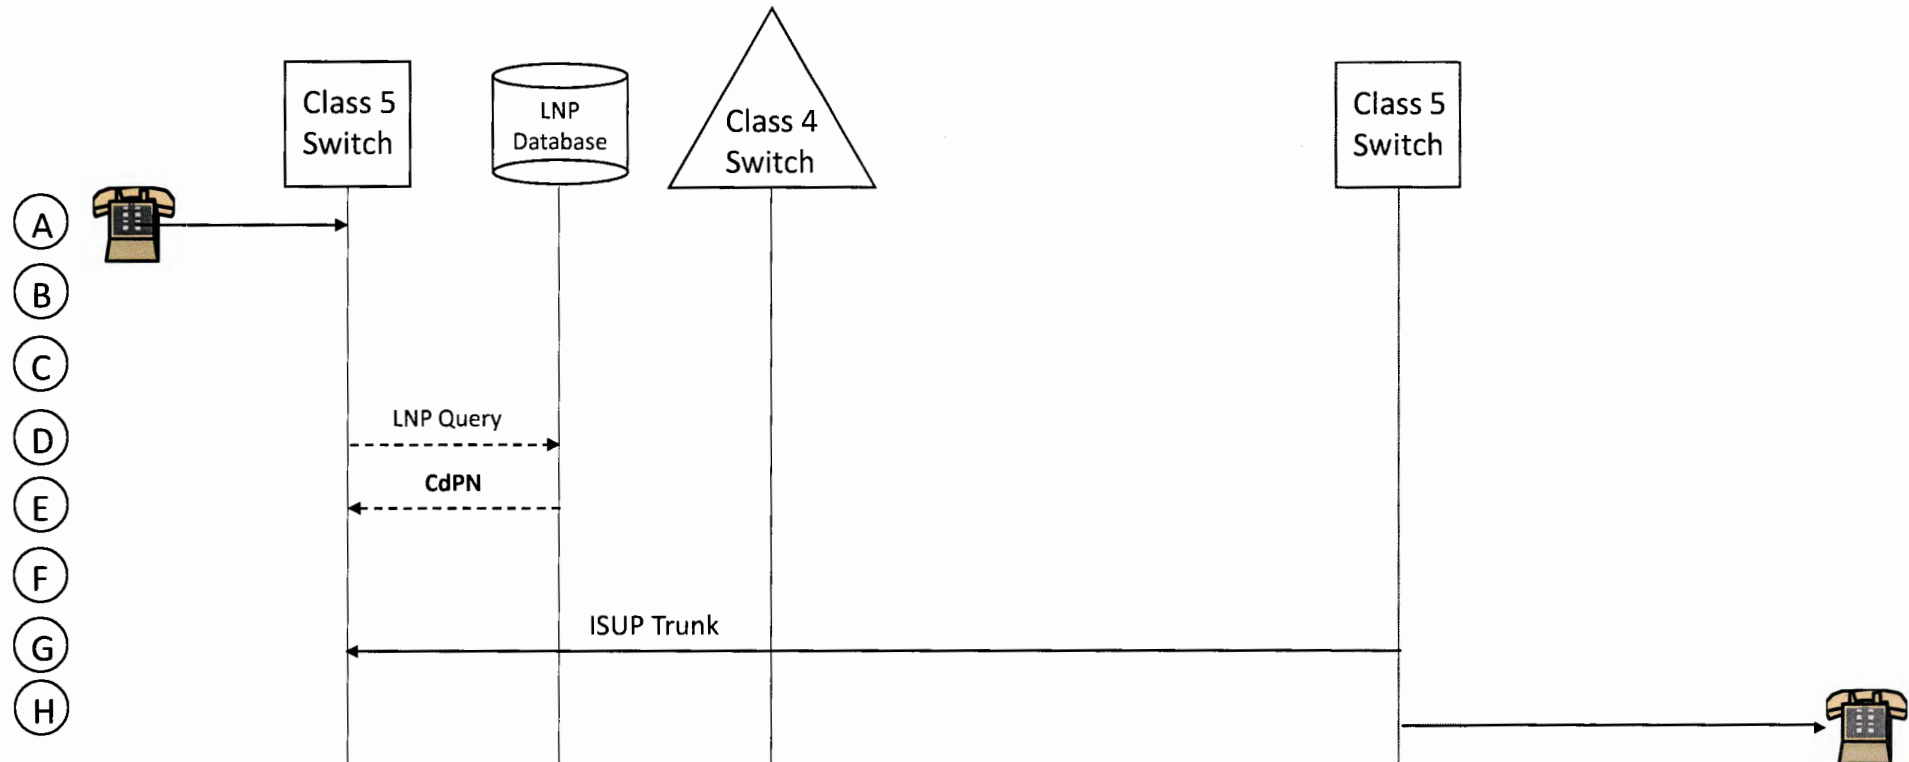 Class 5
Switch
LNP
Database
Class 4
Switch
Class 5
Switch
A
B
C
D
LNP Query
E
CdPN
F
G
ISUP Trunk
H